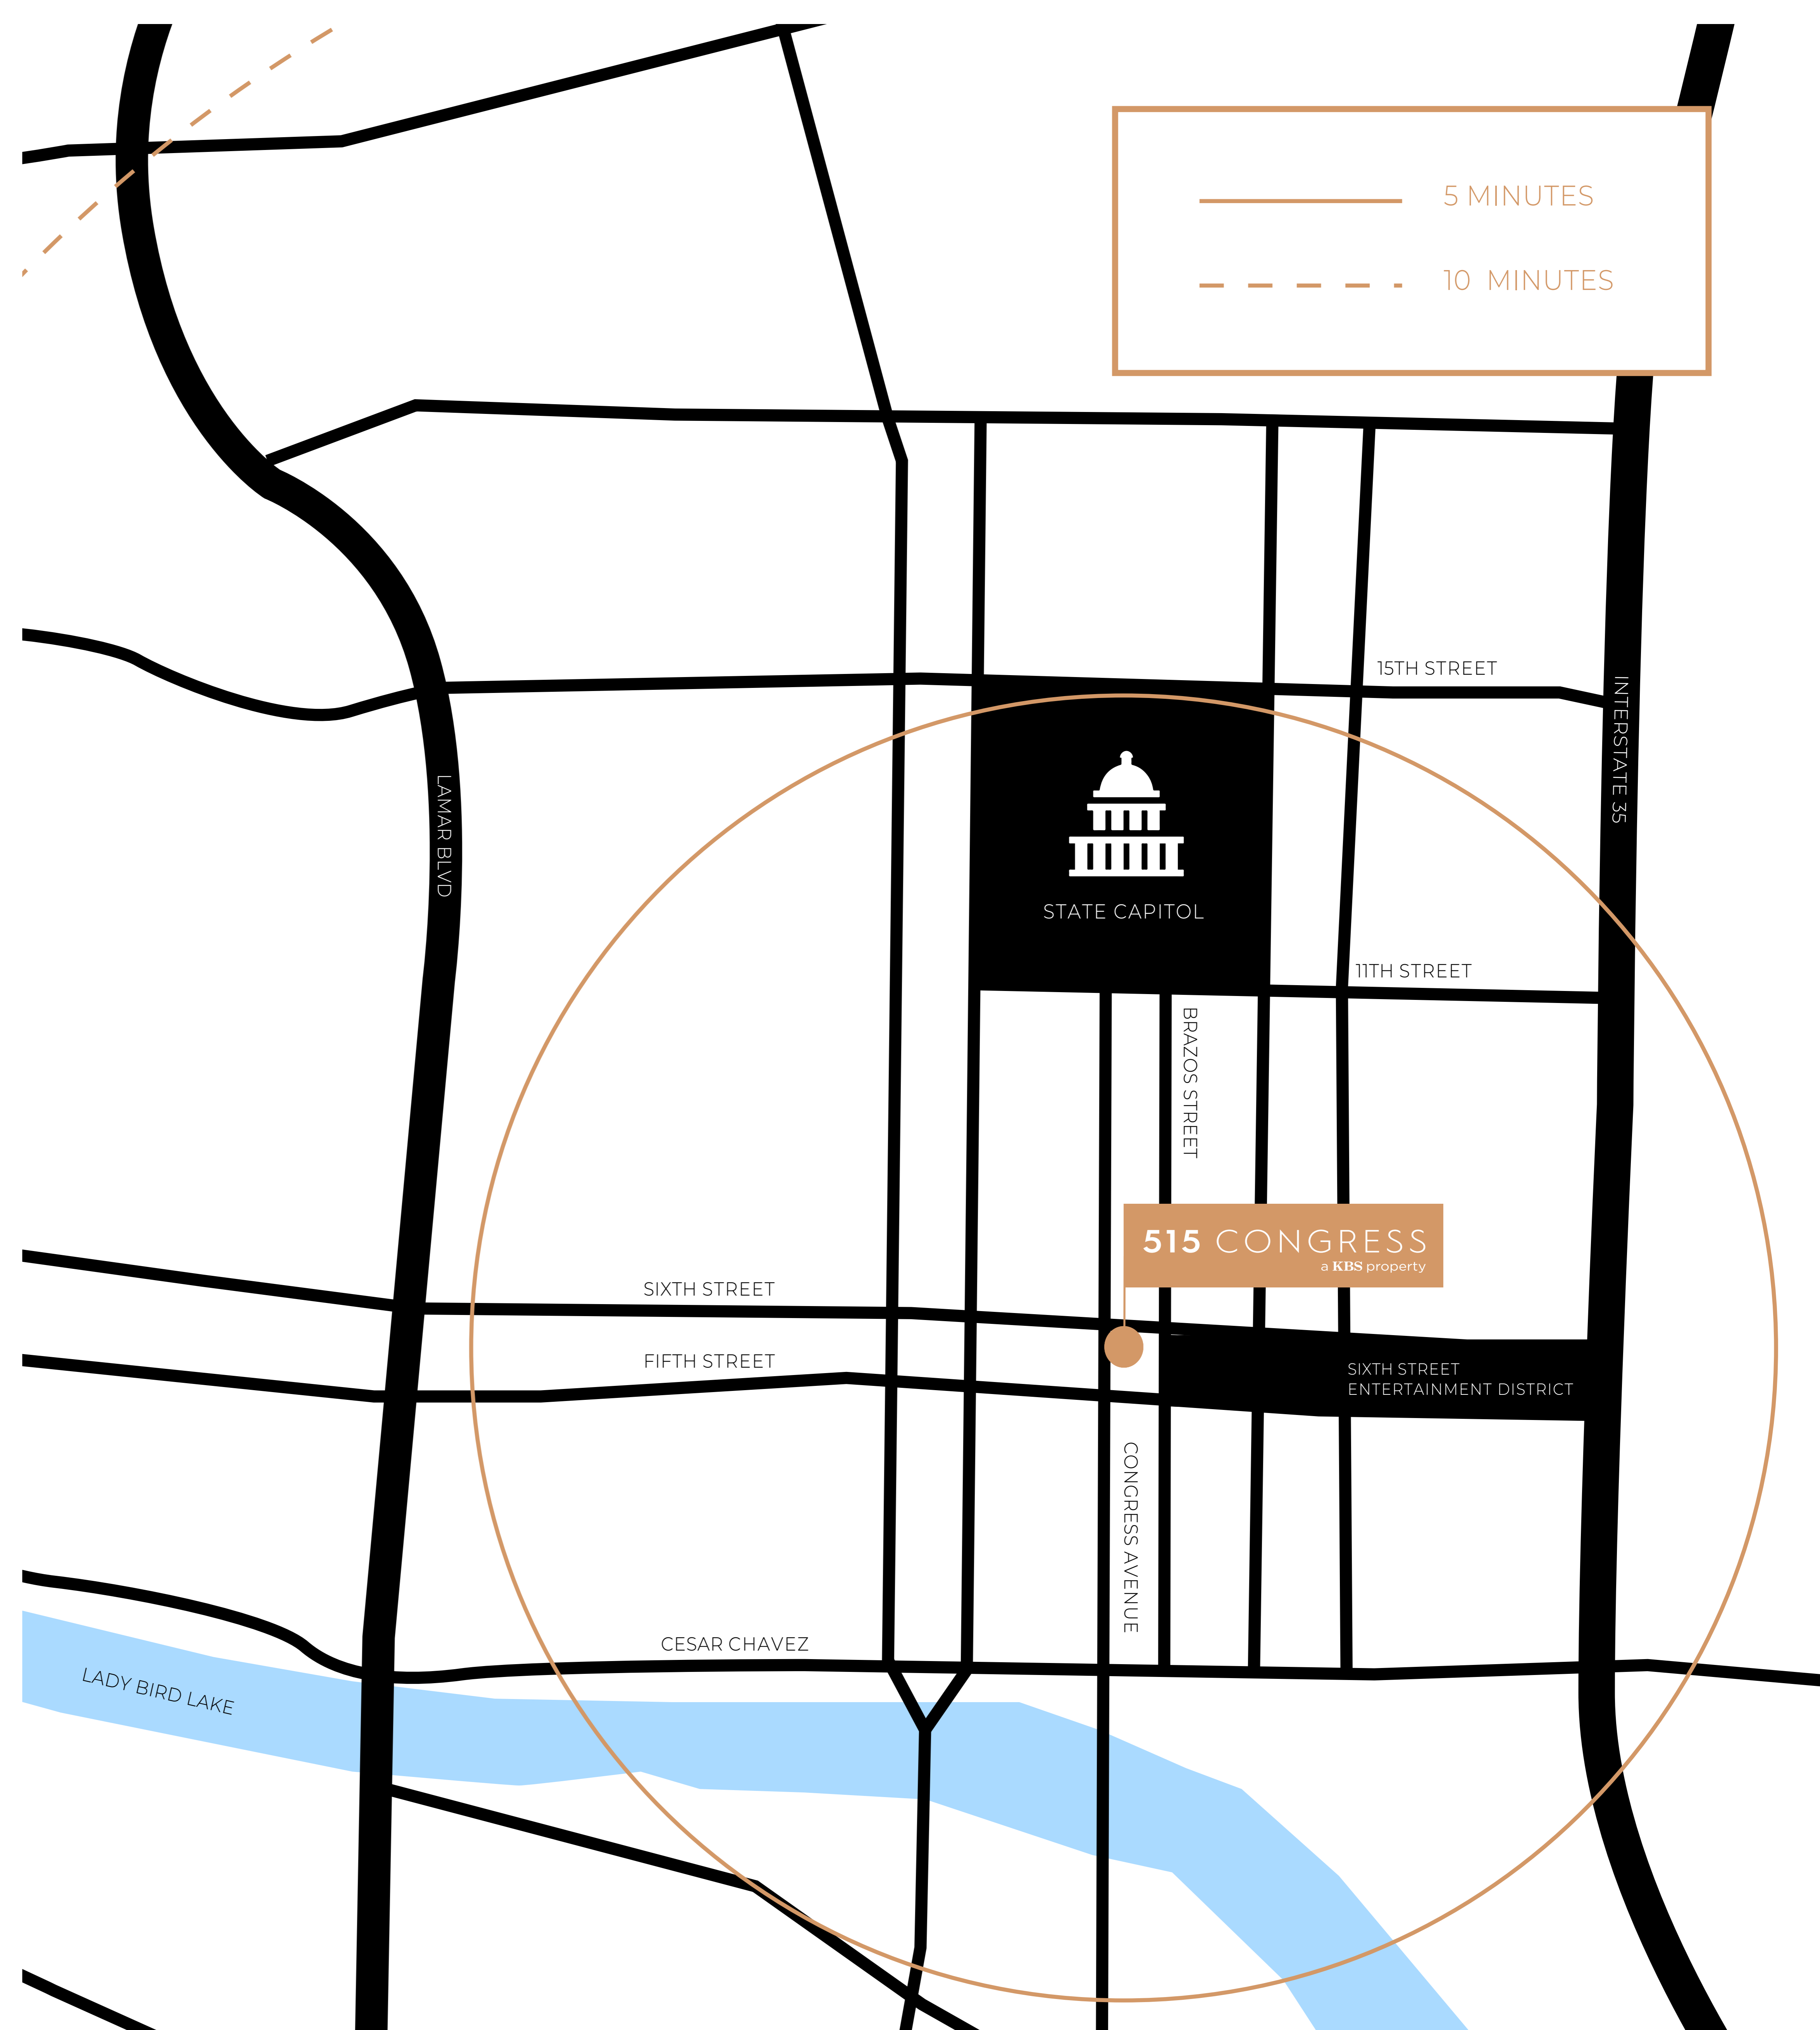 5 MINUTES
10 MINUTES
15TH STREET
INTERSTATE 35
LAMAR BLVD
STATE CAPITOL
11TH STREET
BRAZOS STREET
515 CONGRESS
a KBS property
SIXTH STREET
FIFTH STREET
SIXTH STREET
ENTERTAINMENT DISTRICT
CONGRESS AVENUE
CESAR CHAVEZ
LADY BIRD LAKE